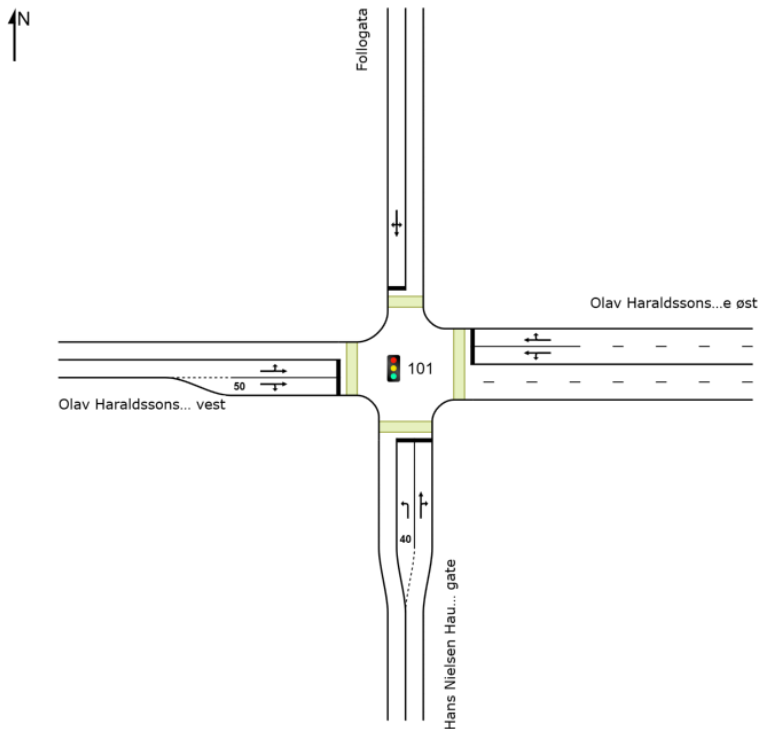 N
Follogata
Olav Haraldssons...e øst
101
50
Olav Haraldssons... vest
40
Hans Nielsen Hau... gate